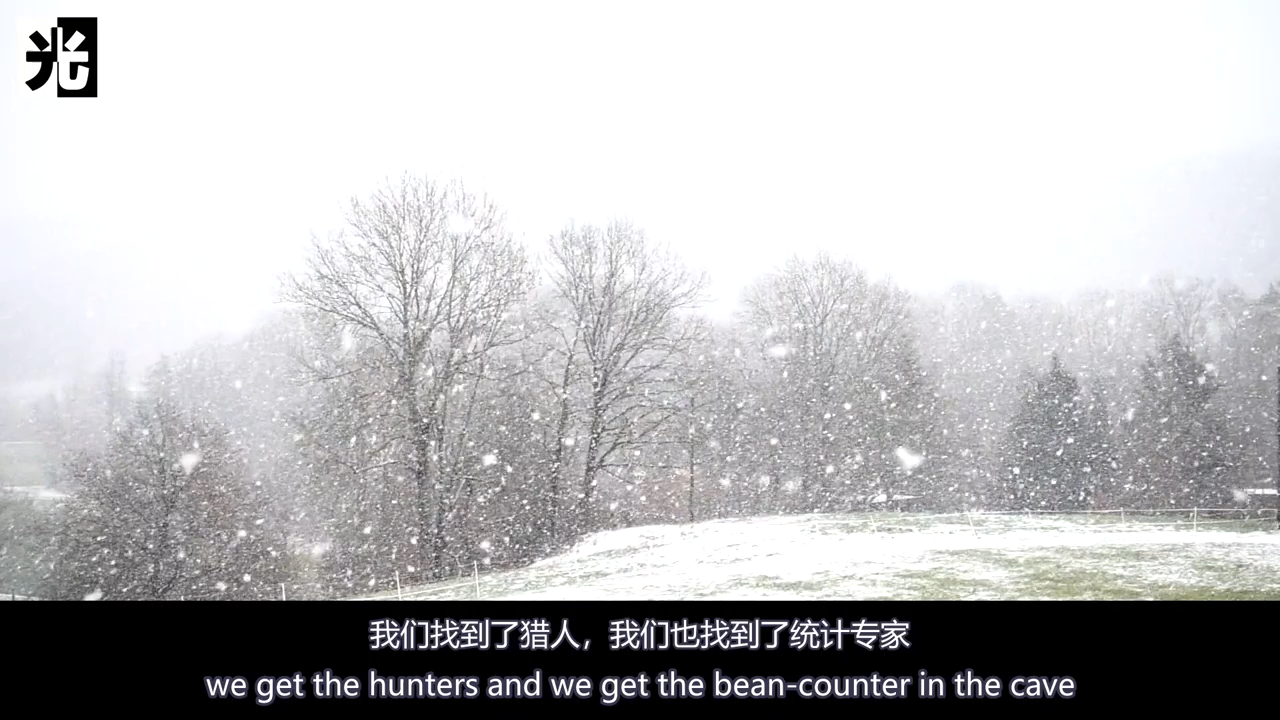 光
我们找到了猎人，我们也找到了统计专家
we get the hunters and we get the bean-counter in the cave